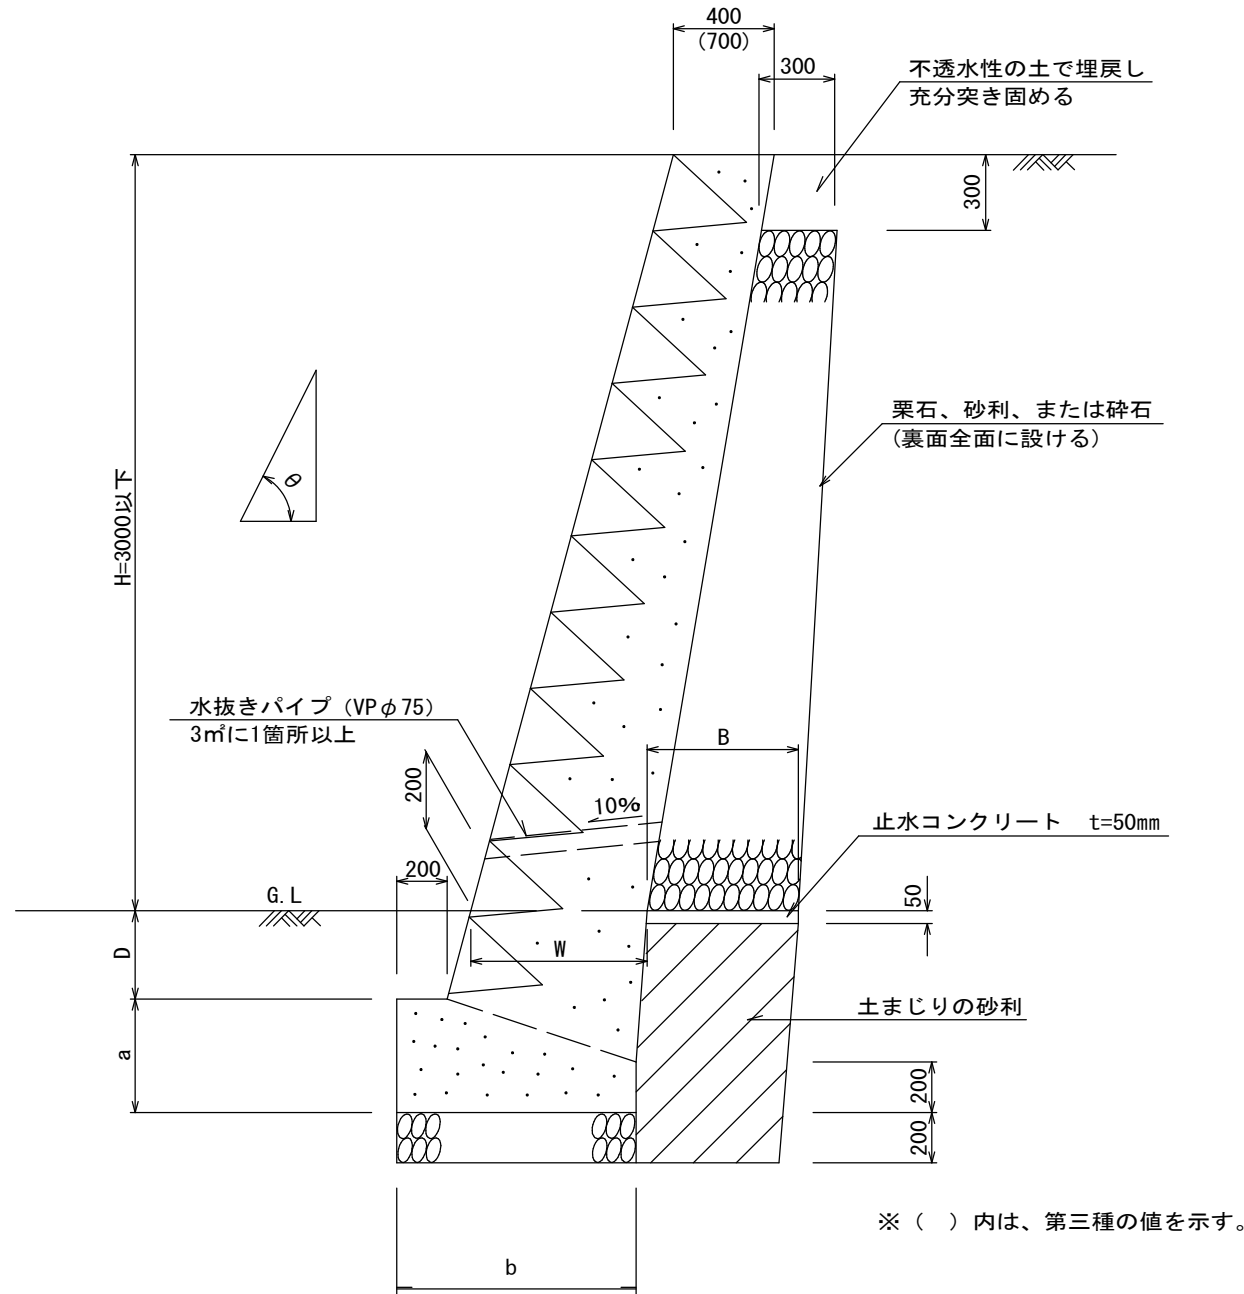 400
(700)
300
不透水性の土で埋戻し
充分突き固める
300
栗石、砂利、または砕石
(裏面全面に設ける)
θ
H=3000以下
水抜きパイプ (VPφ75)
3㎡に1箇所以上
B
200
10%
止水コンクリート t=50mm
200
G.L
50
D
W
土まじりの砂利
a
200
200
※（ ）内は、第三種の値を示す。
b